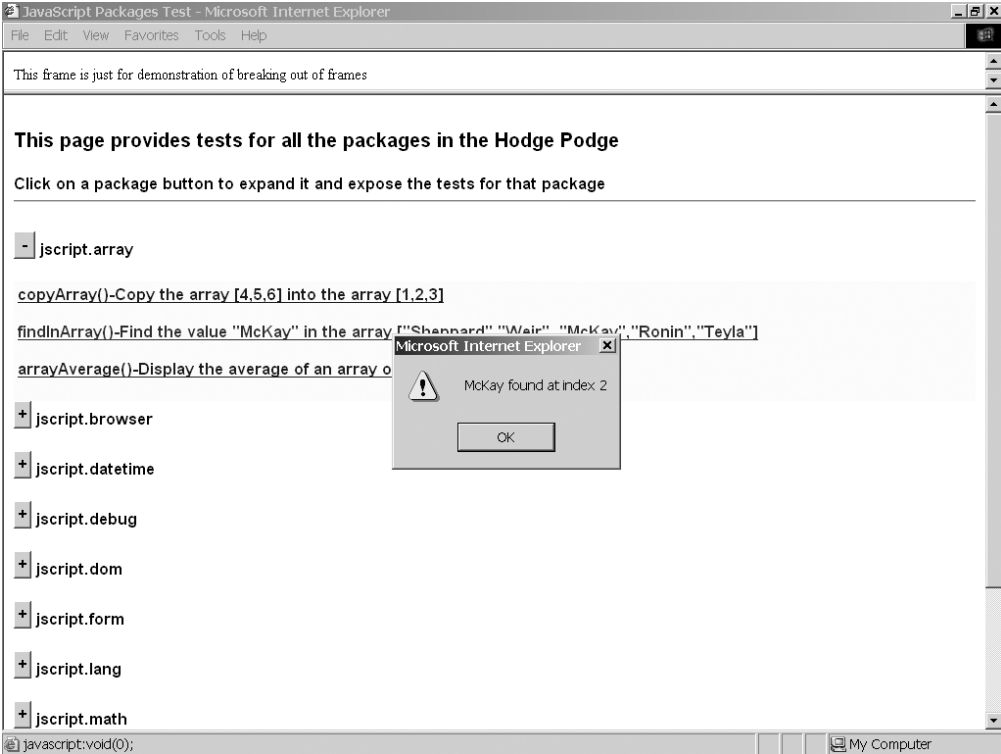 JavaScript Packages Test - Microsoft Internet Explorer
File Edit View Favorites Tools Help
This frame is just for demonstration of breaking out of frames
This page provides tests for all the packages in the Hodge Podge
Click on a package button to expand it and expose the tests for that package
- jscript.array
copyArray()-Copy the array [4,5,6] into the array [1,2,3]
findInArray()-Find the value "McKay" in the array ["Sheppard","Weir", "McKay","Ronin","Teyla"]
arrayAverage()-Display the average of an array
Microsoft Internet Explorer
McKay found at index 2
OK
+ jscript.browser
+ jscript.datetime
+ jscript.debug
+ jscript.dom
+ jscript.form
+ jscript.lang
+ jscript.math
javascript:void(0);
My Computer